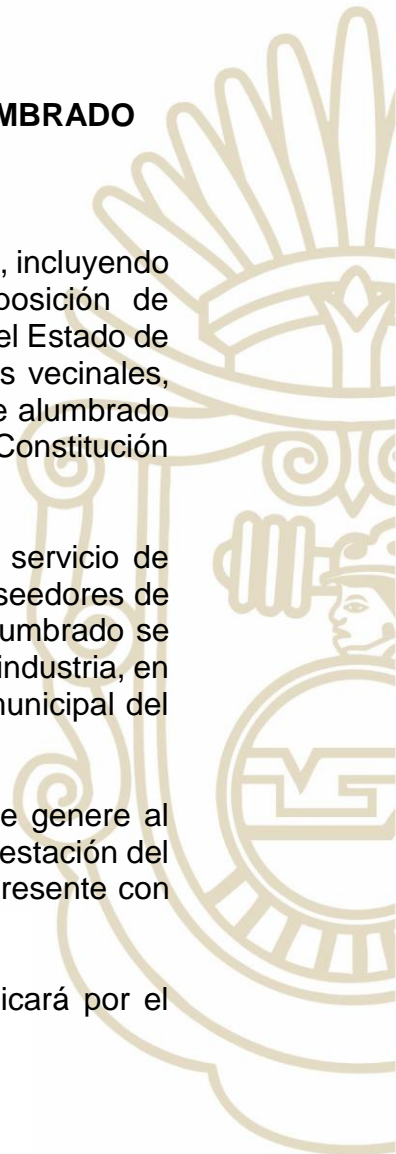 MBRADO
, incluyendo
posición de
el Estado de
s vecinales,
e alumbrado
Constitución
servicio de
seedores de
umbrado se
industria, en
nunicipal del
e genere al
estación del
resente con
icará por el